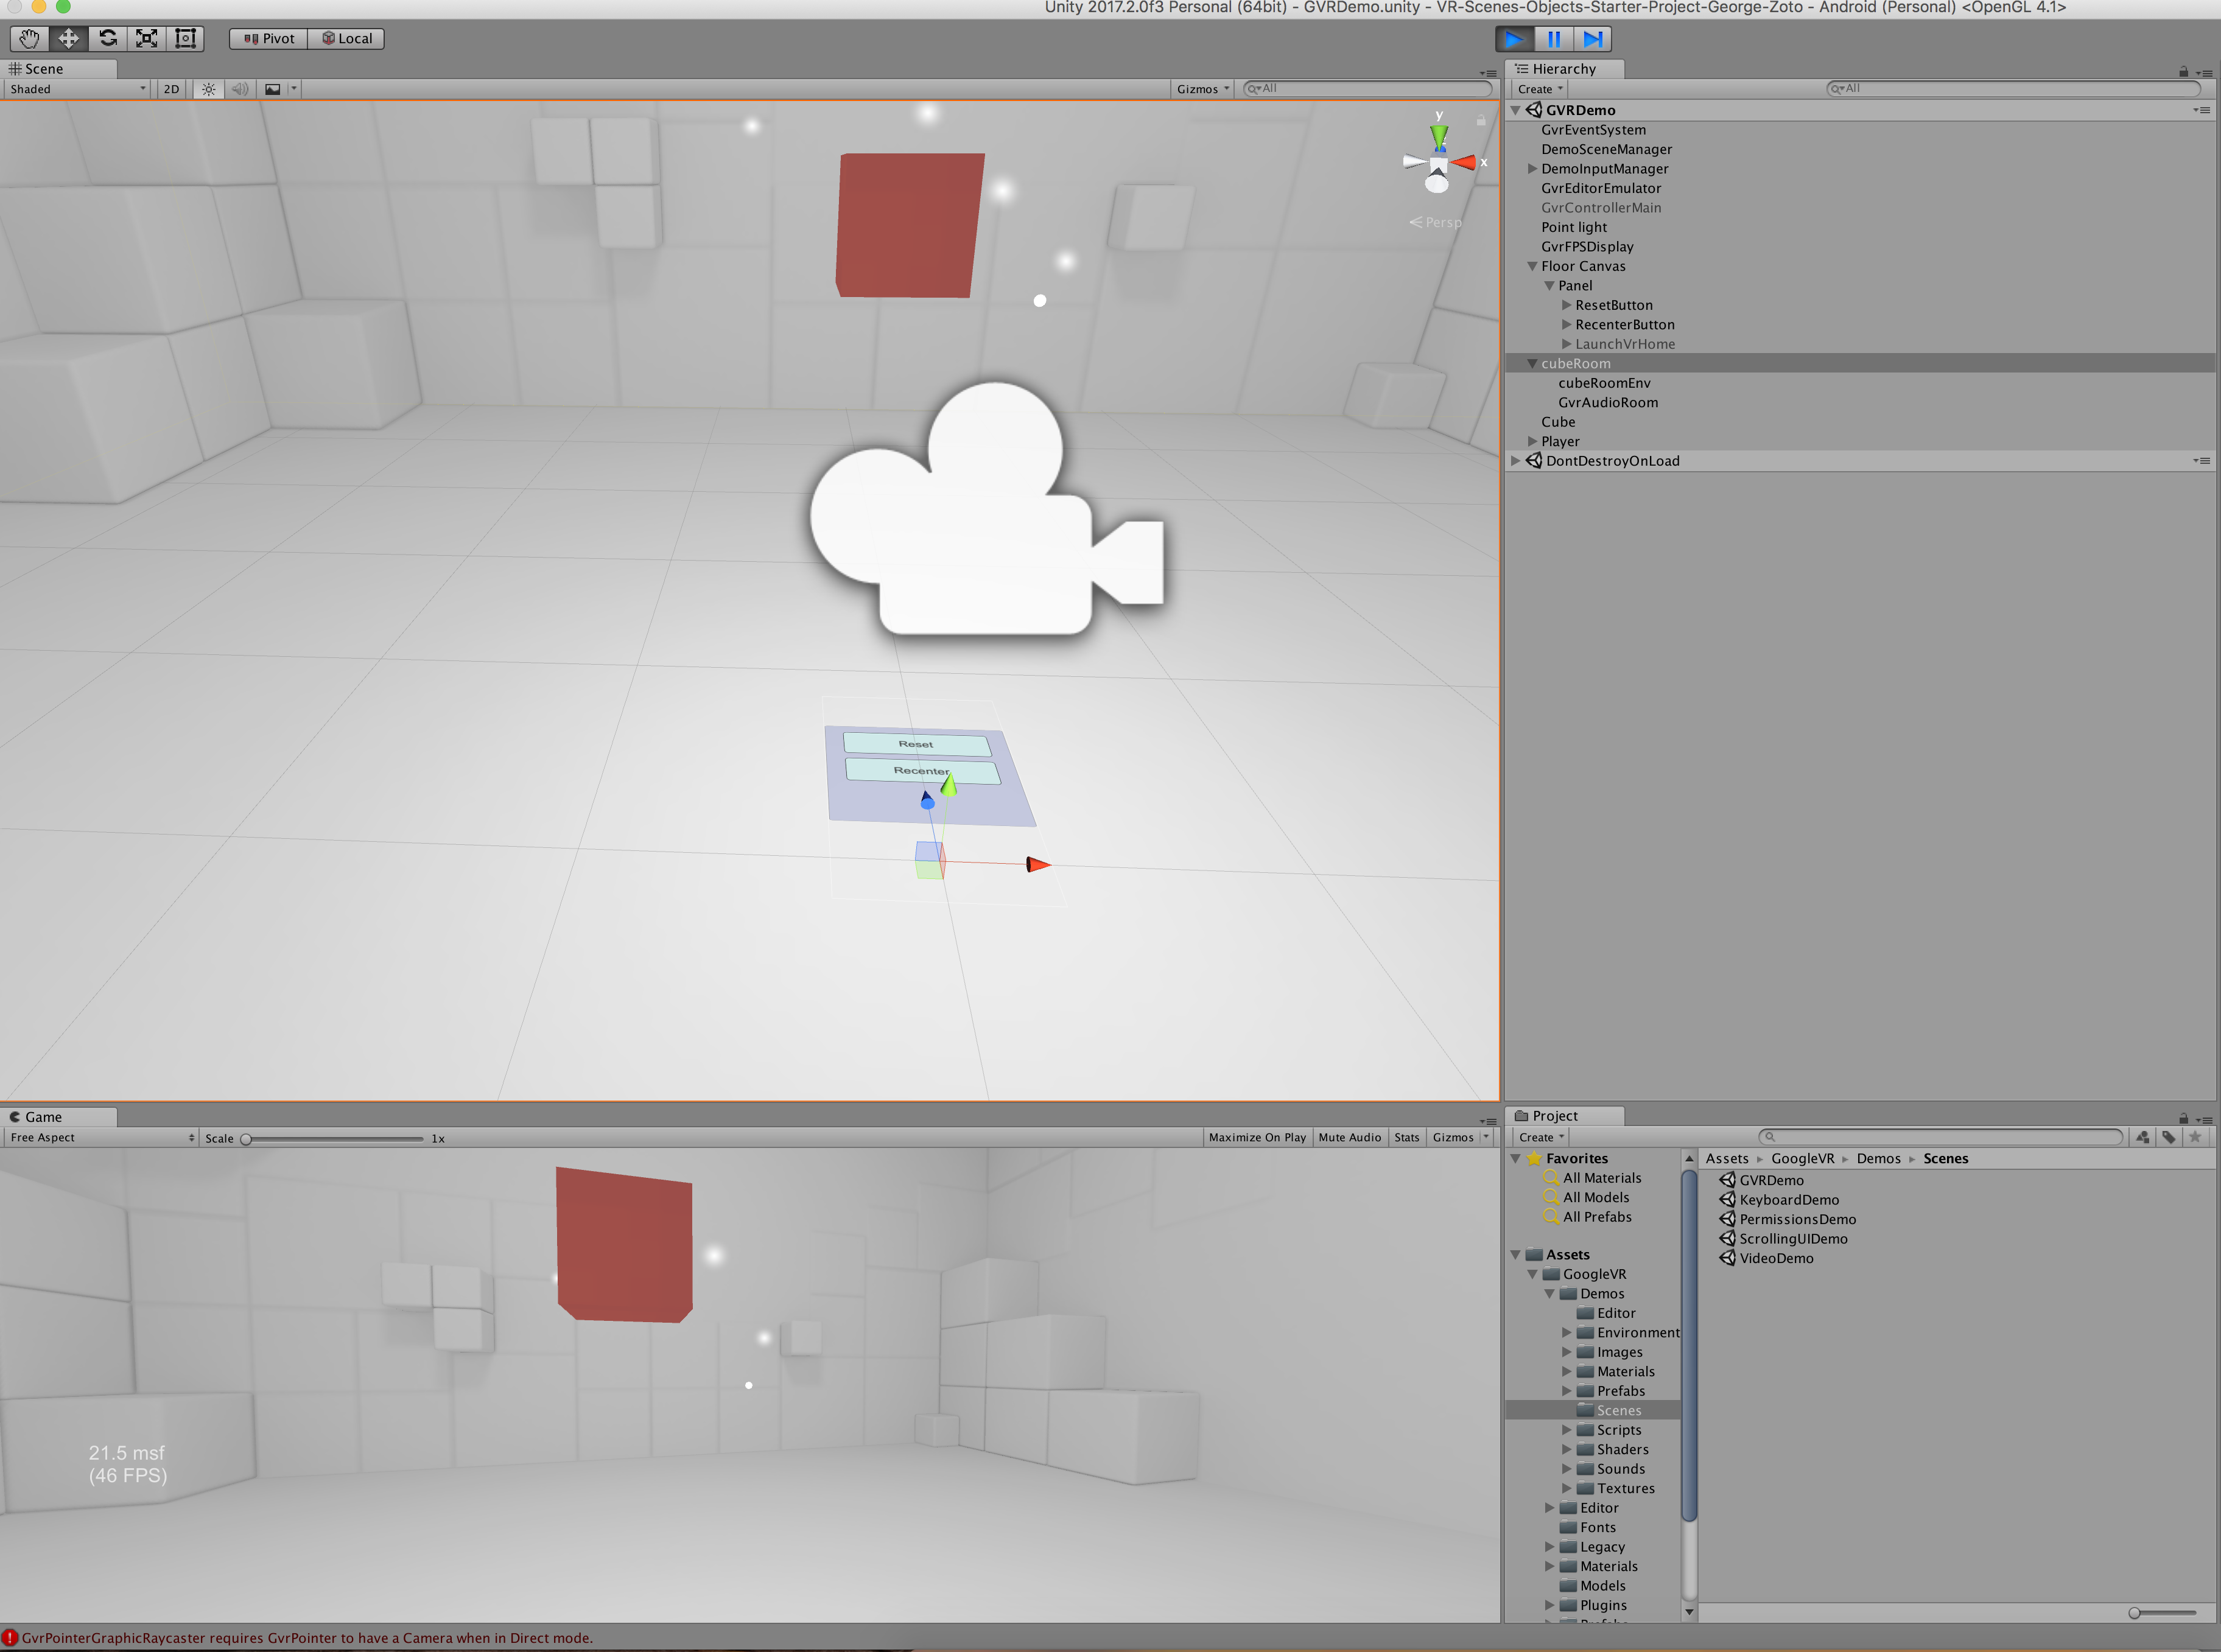 Unity 2017.2.0f3 Personal (64bit) - GVRDemo.unity - VR-Scenes-Objects-Starter-Project-George-Zoto - Android (Personal) <OpenGL 4.1>
Pivot Local
Scene
Shaded 2D Gizmos All
y
x
Persp
Reset
Recenter
Hierarchy
Create All
GVRDemo
GvrEventSystem
DemoSceneManager
DemoInputManager
GvrEditorEmulator
GvrControllerMain
Point light
GvrFPSDisplay
Floor Canvas
Panel
ResetButton
RecenterButton
LaunchVrHome
cubeRoom
cubeRoomEnv
GvrAudioRoom
Cube
Player
DontDestroyOnLoad
Game
Free Aspect Scale 1x Maximize On Play Mute Audio Stats Gizmos
21.5 msf
(46 FPS)
Project
Create
Favorites
All Materials
All Models
All Prefabs
Assets
GoogleVR
Demos
Editor
Environment
Images
Materials
Prefabs
Scenes
Scripts
Shaders
Sounds
Textures
Editor
Fonts
Legacy
Materials
Models
Plugins
Assets GoogleVR Demos Scenes
GVRDemo
KeyboardDemo
PermissionsDemo
ScrollingUIDemo
VideoDemo
GvrPointerGraphicRaycaster requires GvrPointer to have a Camera when in Direct mode.